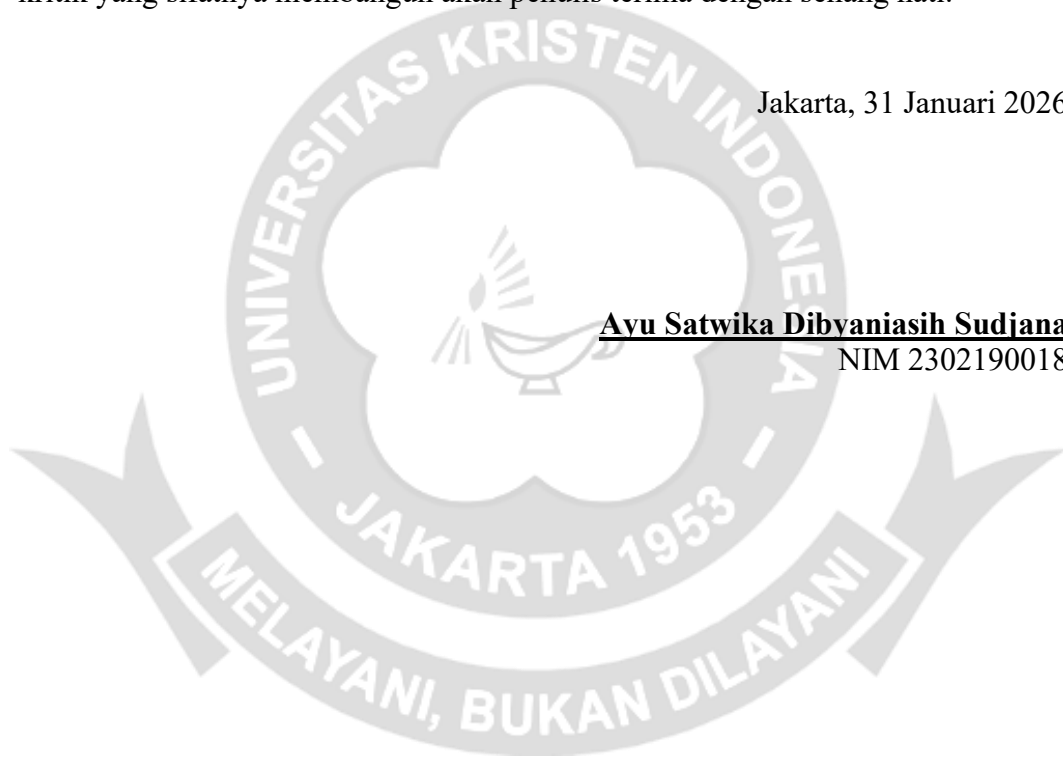 kritik yang sifatnya membangun akan penulis terima dengan senang hati.
Jakarta, 31 Januari 2026
UNIVERSITAS KRISTEN INDONESIA
Ayu Satwika Dibyaniasih Sudjana
NIM 2302190018
JAKARTA 1953
MELAYANI, BUKAN DILAYANI